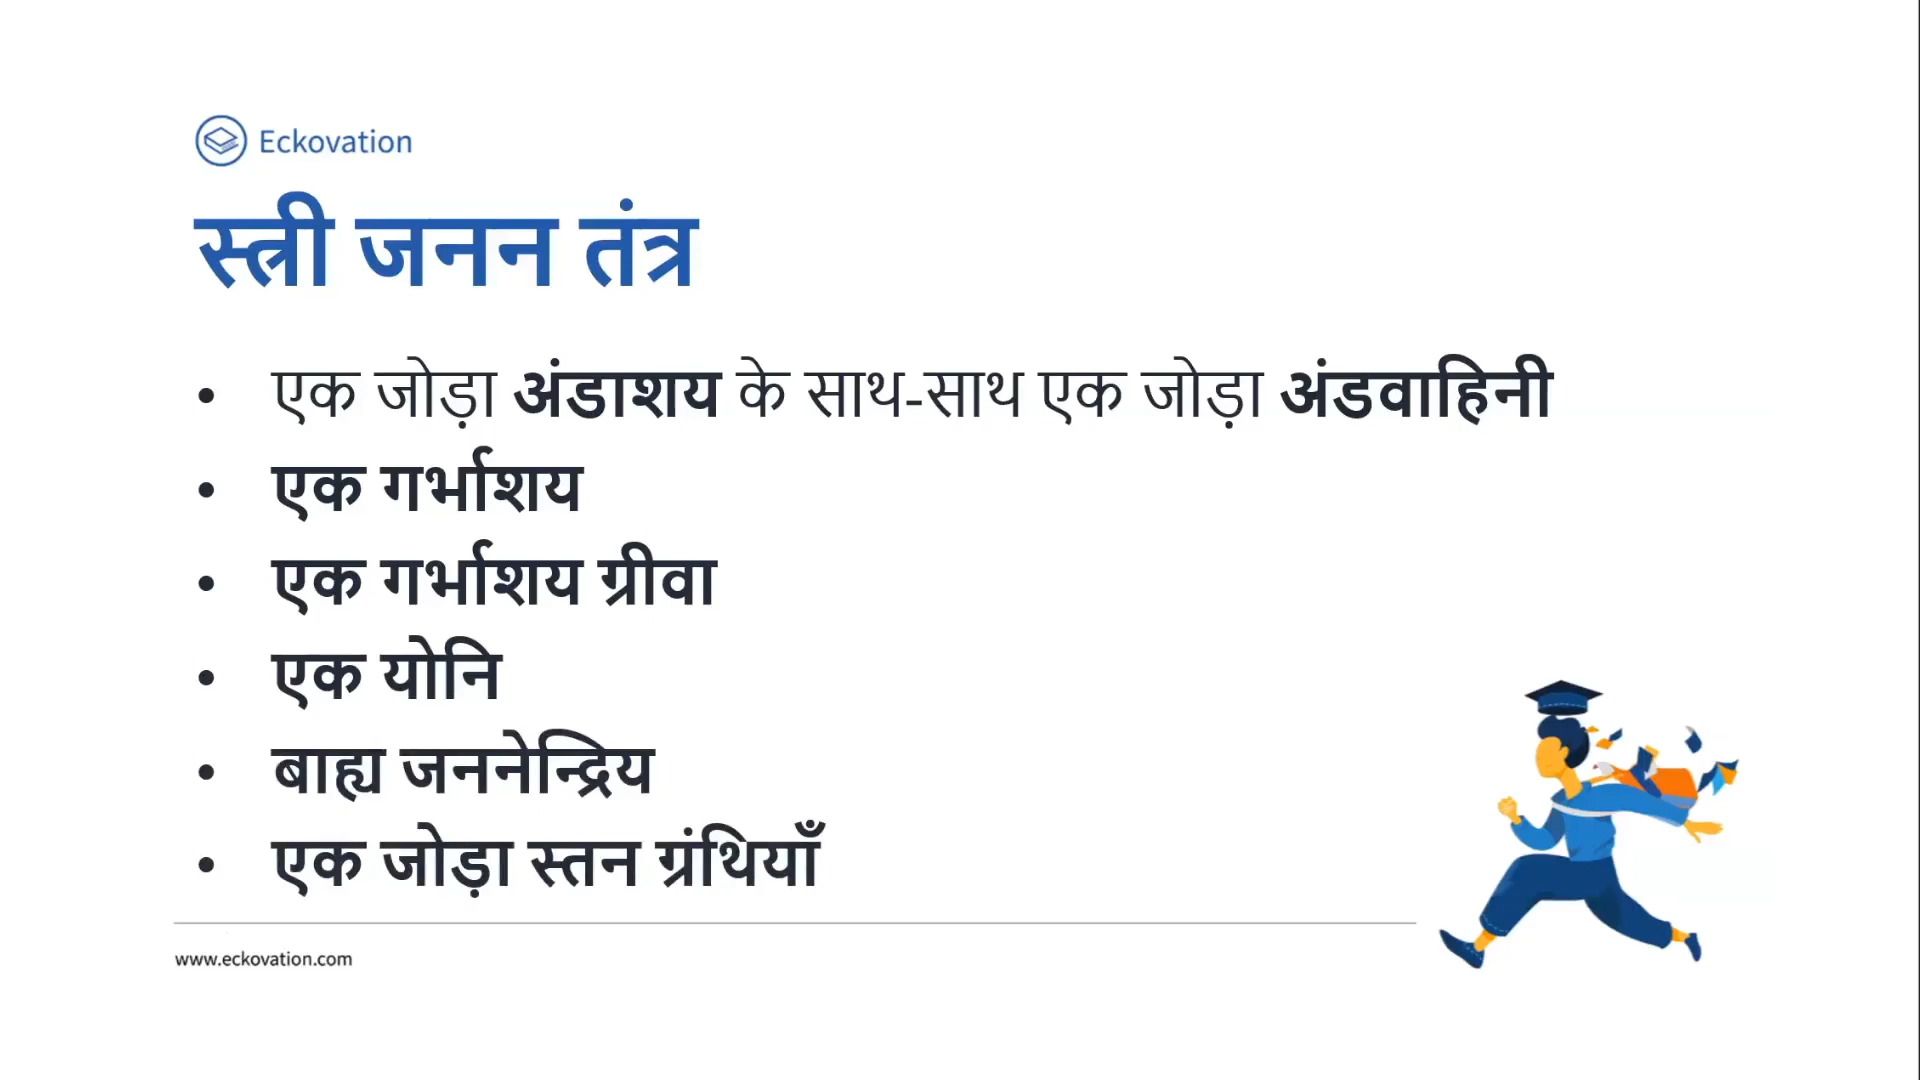 Eckovation
स्त्री जनन तंत्र
• एक जोड़ा अंडाशय के साथ-साथ एक जोड़ा अंडवाहिनी
• एक गर्भाशय
• एक गर्भाशय ग्रीवा
• एक योनि
• बाह्य जननेन्द्रिय
• एक जोड़ा स्तन ग्रंथियाँ
www.eckovation.com